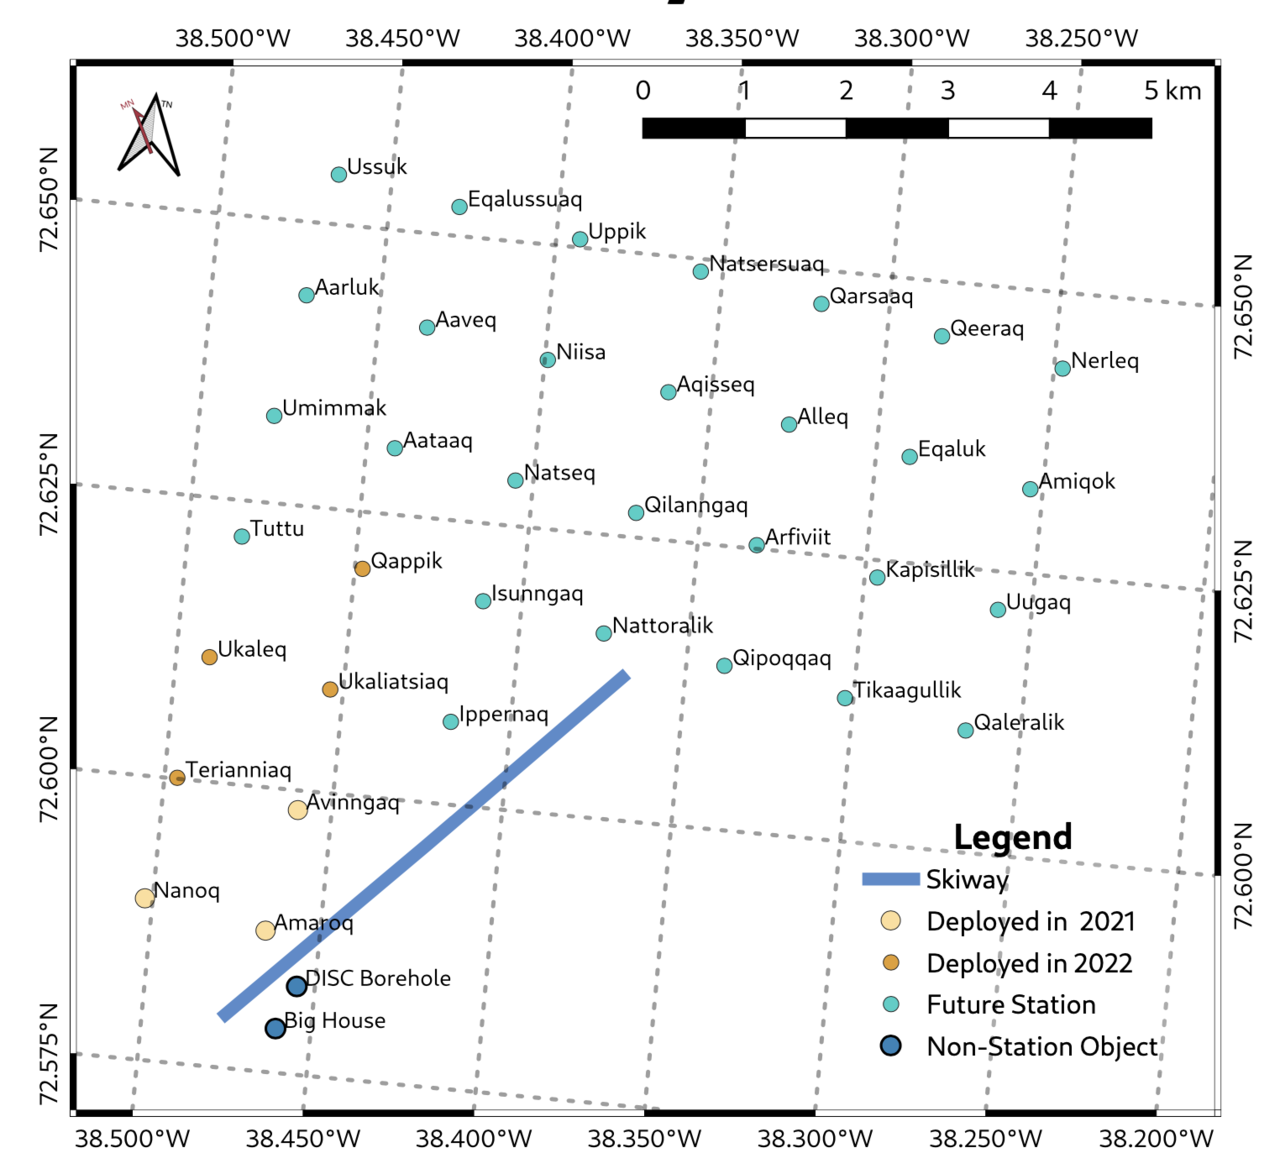 38.500°W 38.450°W 38.400°W 38.350°W 38.300°W 38.250°W
0 1 2 3 4 5 km
MN TN
Ussuk
72.650°N
Eqalussuaq
Uppik
Natsersuaq
72.650°N
Aarluk
Qarsaaq
Aaveq
Qeeraq
Niisa
Nerleq
Aqisseq
Umimmak
Alleq
Aataaq
Eqaluk
72.625°N
Natseq
Amiqok
Qilanngaq
Tuttu
Arfiviit
Qappik
Kapisillik
72.625°N
Isunngaq
Uugaq
Nattoralik
Ukaleq
Qipoqqaq
Ukaliatsiaq
Tikaagullik
Ippernaq
Qaleralik
72.600°N
Terianniaq
Avinngaq
Legend
72.600°N
Skiway
Nanoq
Deployed in 2021
Amaroq
Deployed in 2022
DISC Borehole
Future Station
Big House
Non-Station Object
72.575°N
38.500°W 38.450°W 38.400°W 38.350°W 38.300°W 38.250°W 38.200°W